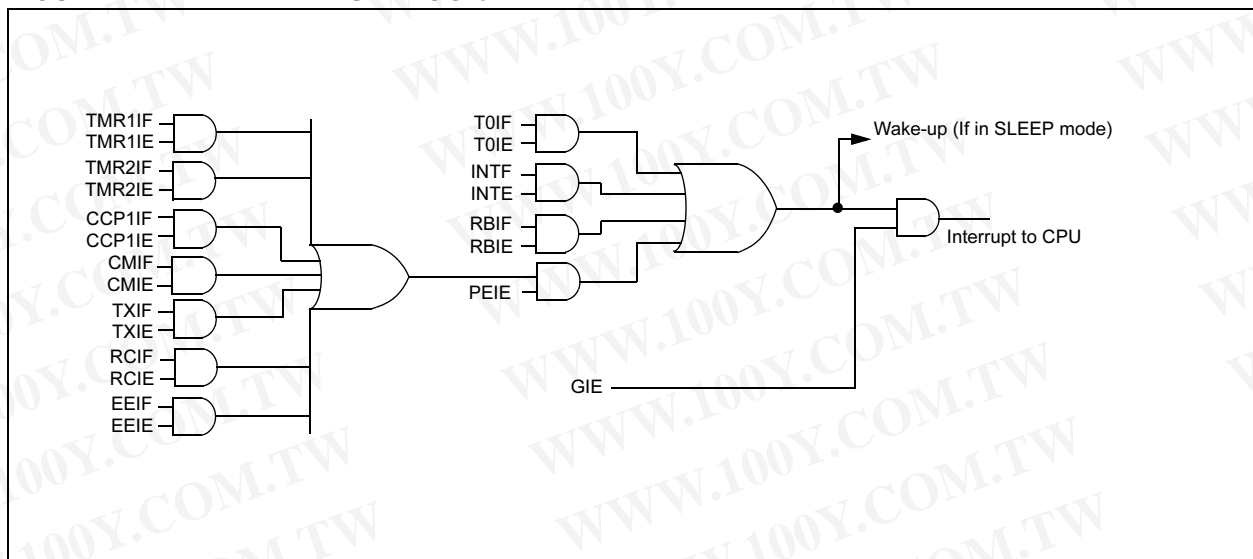 TMR1IF
TMR1IE
TMR2IF
TMR2IE
CCP1IF
CCP1IE
CMIF
CMIE
TXIF
TXIE
RCIF
RCIE
EEIF
EEIE
T0IF
T0IE
INTF
INTE
RBIF
RBIE
PEIE
GIE
Wake-up (If in SLEEP mode)
Interrupt to CPU
WWW.100Y.COM.TW